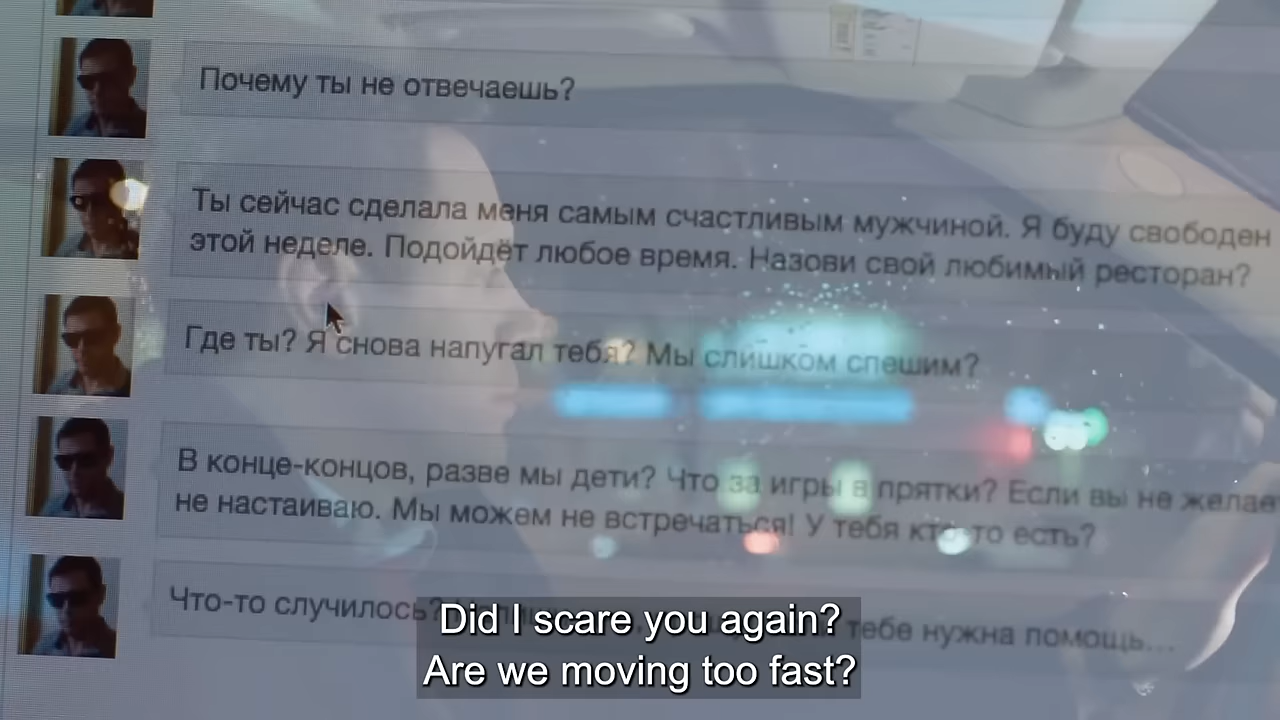 Почему ты не отвечаешь?
Ты сейчас сделала меня самым счастливым мужчиной. Я буду свободен
этой неделе. Подойдёт любое время. Назови свой любимый ресторан?
Где ты? Я снова напугал тебя? Мы слишком спешим?
В конце-концов, разве мы дети? Что за игры в прятки? Если вы не желае
не настаиваю. Мы можем не встречаться! У тебя кто-то есть?
Что-то случилось? тебе нужна помощь...
Did I scare you again?
Are we moving too fast?